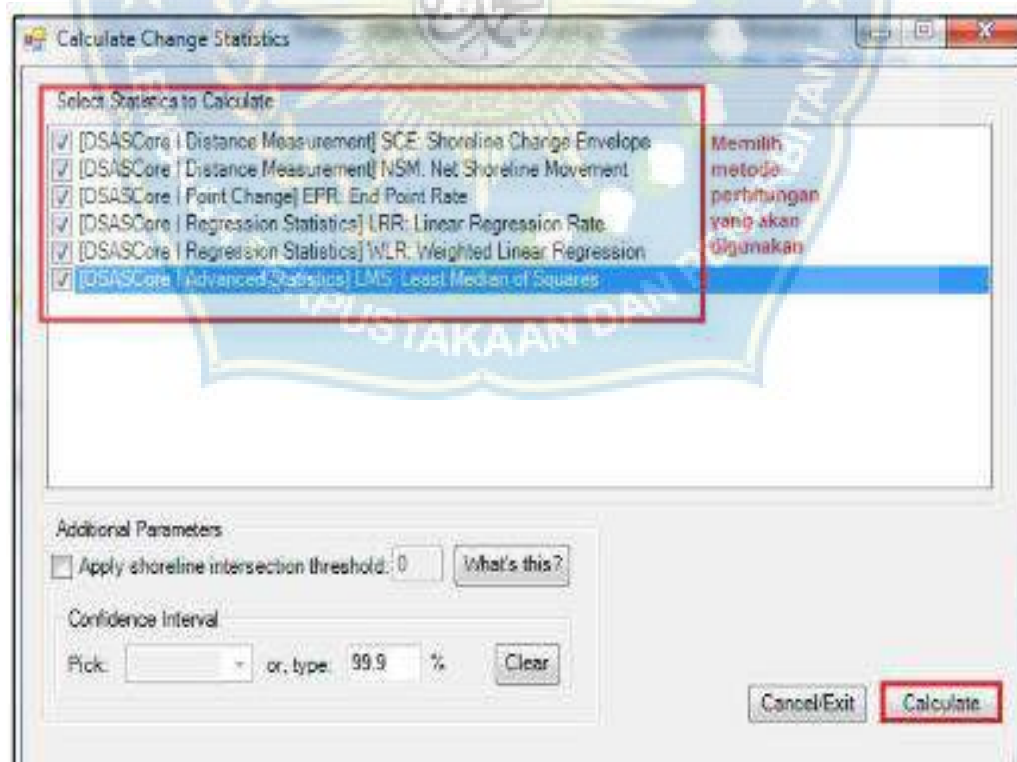 Calculate Change Statistics
Select Statistics to Calculate
[DSASCore | Distance Measurement] SCE: Shoreline Change Envelope
[DSASCore | Distance Measurement] NSM: Net Shoreline Movement
[DSASCore | Point Change] EPR: End Point Rate
[DSASCore | Regression Statistics] LRR: Linear Regression Rate
[DSASCore | Regression Statistics] WLR: Weighted Linear Regression
[DSASCore | Advanced Statistics] LMS: Least Median of Squares
Memilih
metode
perhitungan
yang akan
digunakan
PUSTAKAAN DAN
Additional Parameters
Apply shoreline intersection threshold: 0 What's this?
Confidence Interval
Pick: or, type: 99.9 % Clear
Cancel/Exit Calculate